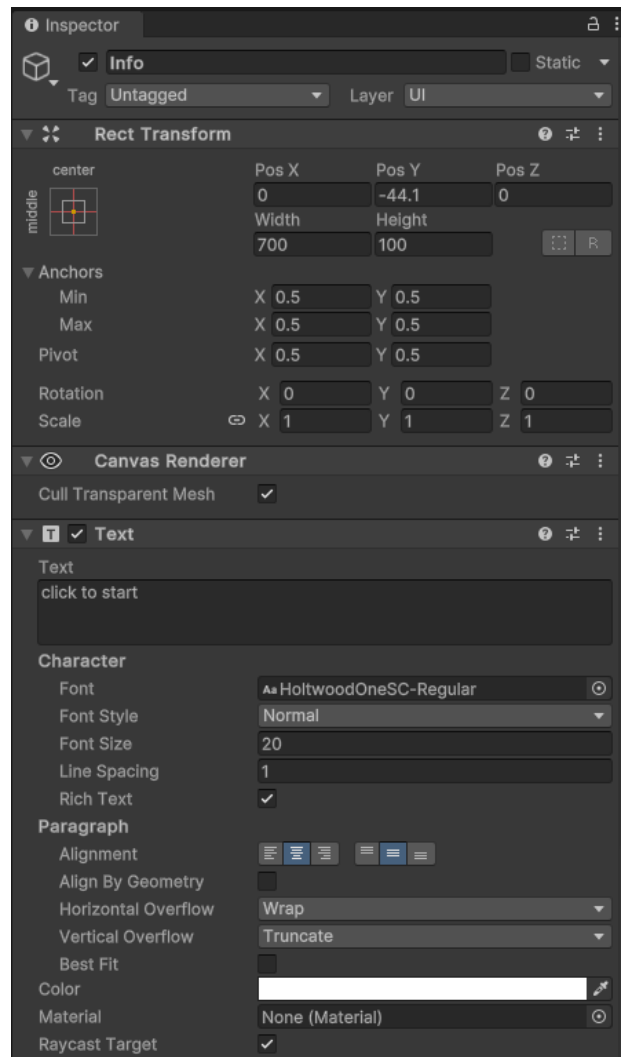 Inspector
Info Static
Tag Untagged Layer UI
Rect Transform
center Pos X Pos Y Pos Z
middle 0 -44.1 0
Width Height
700 100 R
Anchors
Min X 0.5 Y 0.5
Max X 0.5 Y 0.5
Pivot X 0.5 Y 0.5
Rotation X 0 Y 0 Z 0
Scale X 1 Y 1 Z 1
Canvas Renderer
Cull Transparent Mesh
T Text
Text
click to start
Character
Font Aa HoltwoodOneSC-Regular
Font Style Normal
Font Size 20
Line Spacing 1
Rich Text
Paragraph
Alignment
Align By Geometry
Horizontal Overflow Wrap
Vertical Overflow Truncate
Best Fit
Color
Material None (Material)
Raycast Target